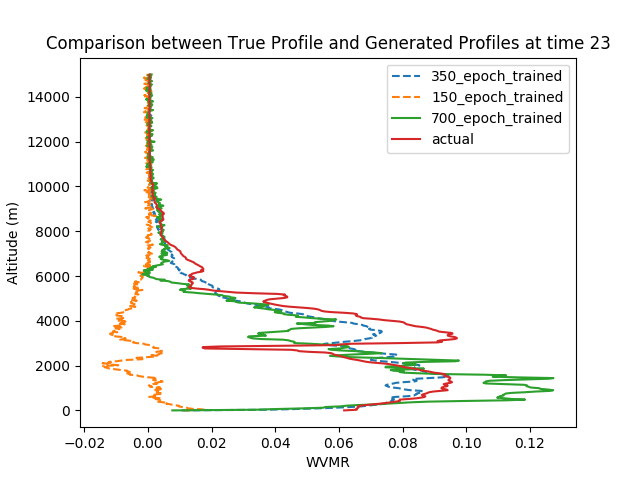 Comparison between True Profile and Generated Profiles at time 23
350_epoch_trained
150_epoch_trained
700_epoch_trained
actual
14000
12000
10000
8000
6000
4000
2000
0
Altitude (m)
−0.02 0.00 0.02 0.04 0.06 0.08 0.10 0.12
WVMR